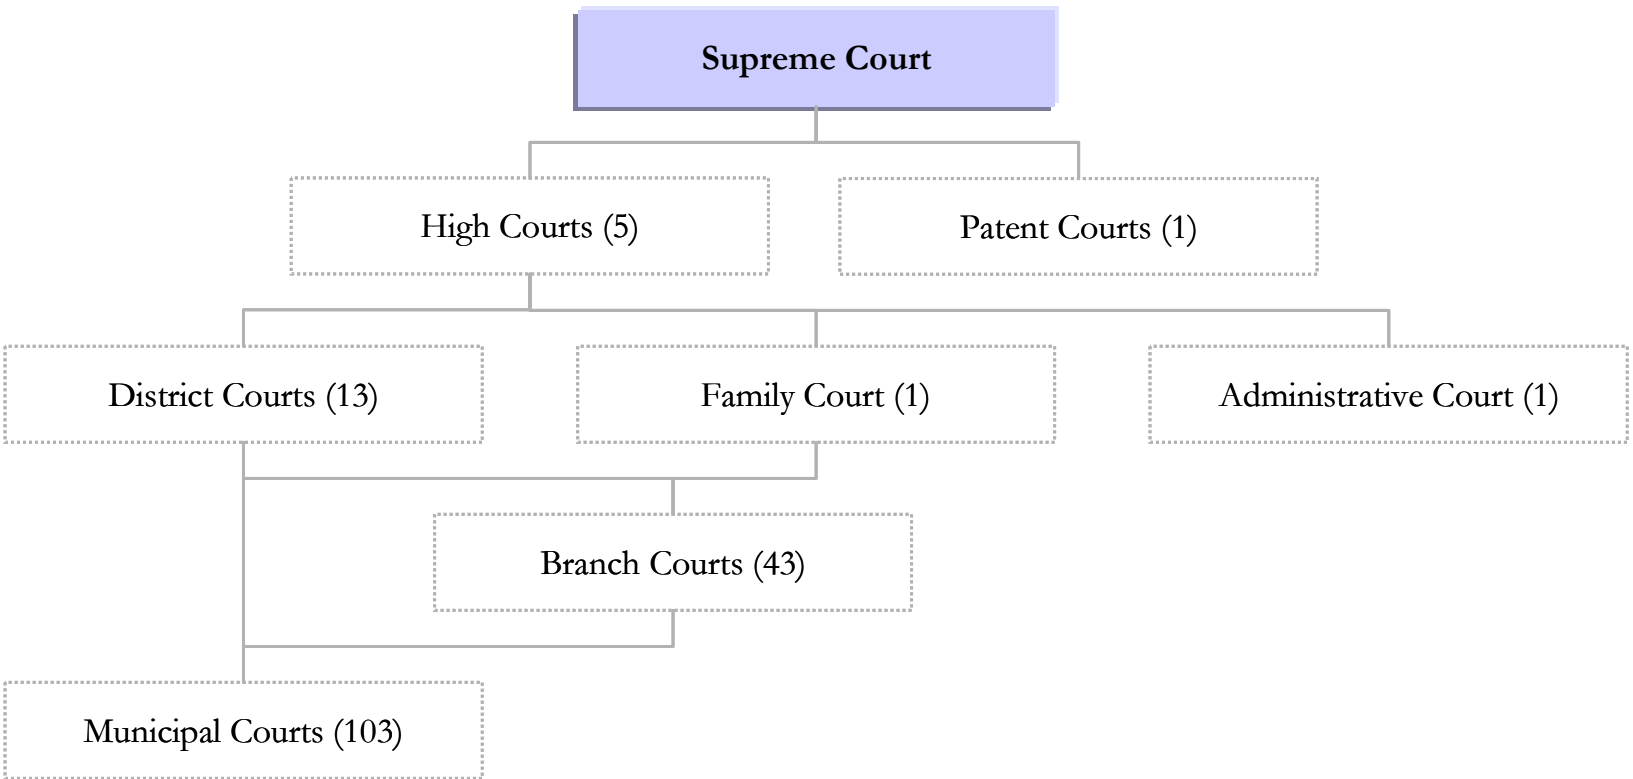 Supreme Court
High Courts (5)
Patent Courts (1)
District Courts (13)
Family Court (1)
Administrative Court (1)
Branch Courts (43)
Municipal Courts (103)